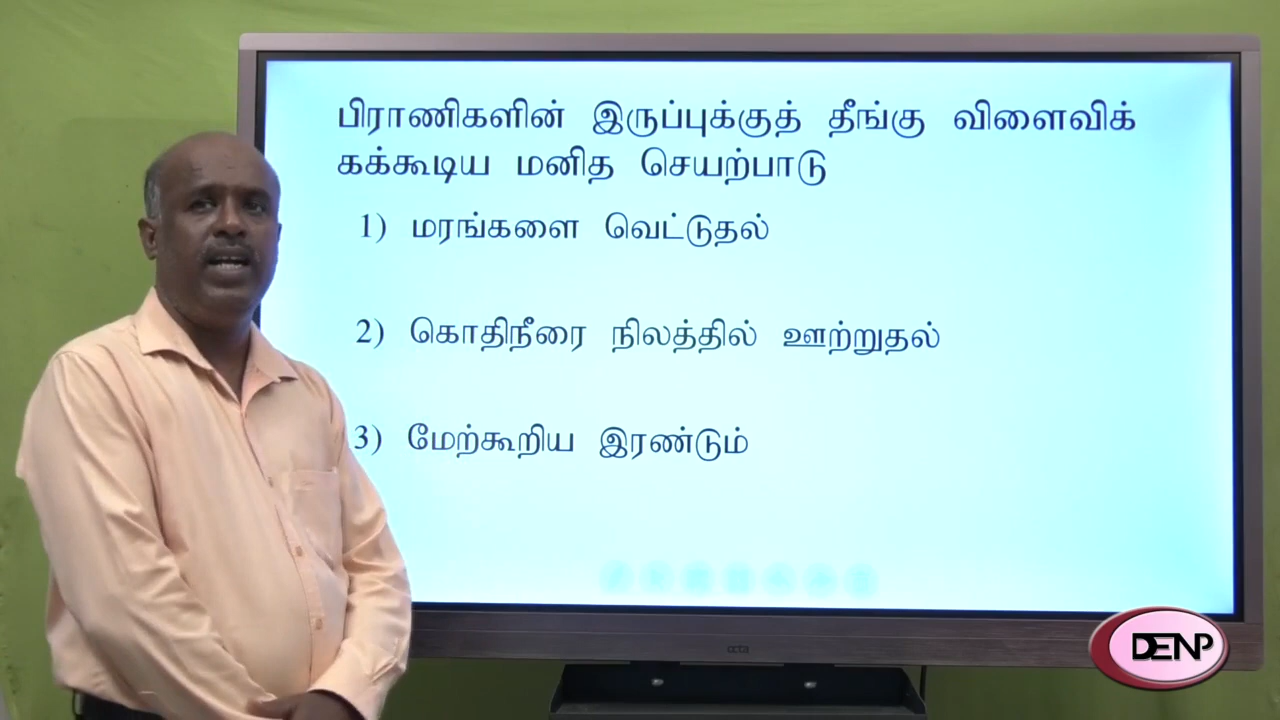 பிராணிகளின் இருப்புக்குத் தீங்கு விளைவிக்
கக்கூடிய மனித செயற்பாடு
1) மரங்களை வெட்டுதல்
2) கொதிநீரை நிலத்தில் ஊற்றுதல்
3) மேற்கூறிய இரண்டும்
DENP